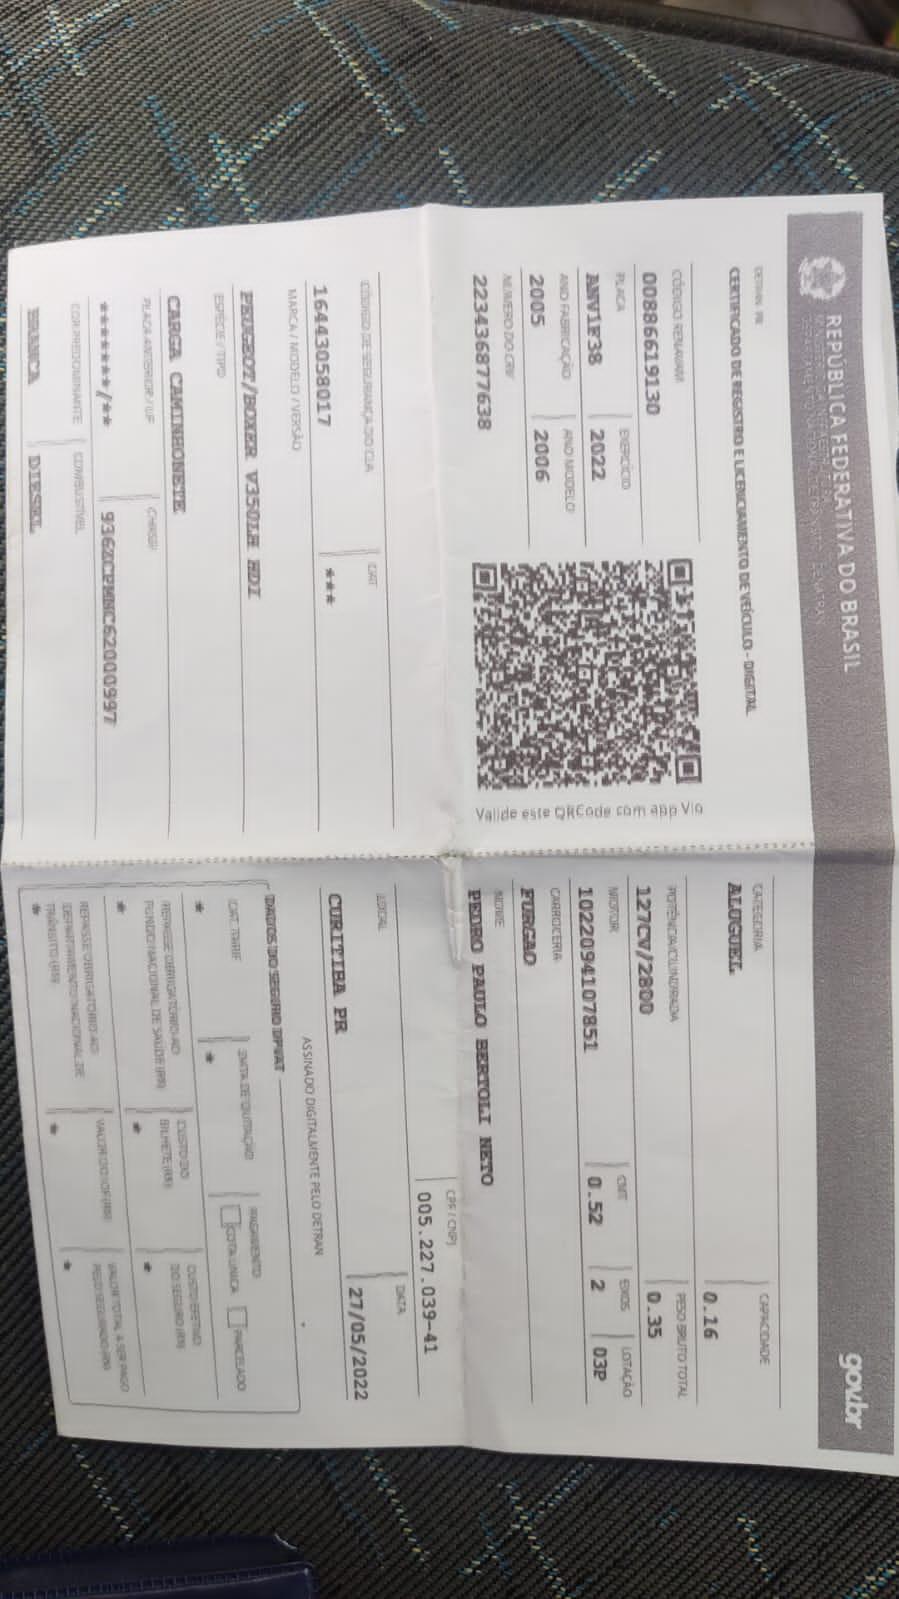 REPÚBLICA FEDERATIVA DO BRASIL
gov.br
DETRAN PR
CERTIFICADO DE REGISTRO E LICENCIAMENTO DE VEÍCULO - DIGITAL
CÓDIGO RENAVAM
00886619130
PLACA EXERCÍCIO
ANV1F38 2022
ANO FABRICAÇÃO ANO MODELO
2005 2006
NÚMERO DO CRV
223436877638
Valide este QRCode com app Vio
CÓDIGO DE SEGURANÇA DO CLA CAT
16443058017 ***
MARCA / MODELO / VERSÃO
PEUGEOT/BOXER V350LH HDI
ESPÉCIE / TIPO
CARGA CAMINHONETE
PLACA ANTERIOR / UF CHASSI
*******/** 936ZCPMNC62000997
COR PREDOMINANTE COMBUSTÍVEL
BRANCA DIESEL
CATEGORIA CAPACIDADE
ALUGUEL 0.16
POTÊNCIA/CILINDRADA PESO BRUTO TOTAL
127CV/2800 0.35
MOTOR CMT EIXOS LOTAÇÃO
1022094107851 0.52 2 03P
CARROCERIA
FURGAO
NOME
PEDRO PAULO BERTOLI NETO
CPF / CNPJ
005.227.039-41
LOCAL DATA
CURITIBA PR 27/05/2022
ASSINADO DIGITALMENTE PELO DETRAN
DADOS DO SEGURO DPVAT
CAT. TARIF DATA DE QUITAÇÃO PAGAMENTO
* * COTA ÚNICA PARCELADO
REPASSE OBRIGATÓRIO AO FUNDO NACIONAL DE SAÚDE (R$) CUSTO DO BILHETE (R$) CUSTO EFETIVO DO SEGURO (R$)
* * *
REPASSE OBRIGATÓRIO AO DEPARTAMENTO NACIONAL DE TRÂNSITO (R$) VALOR DO IOF (R$) VALOR TOTAL A SER PAGO PELO SEGURADO (R$)
* * *